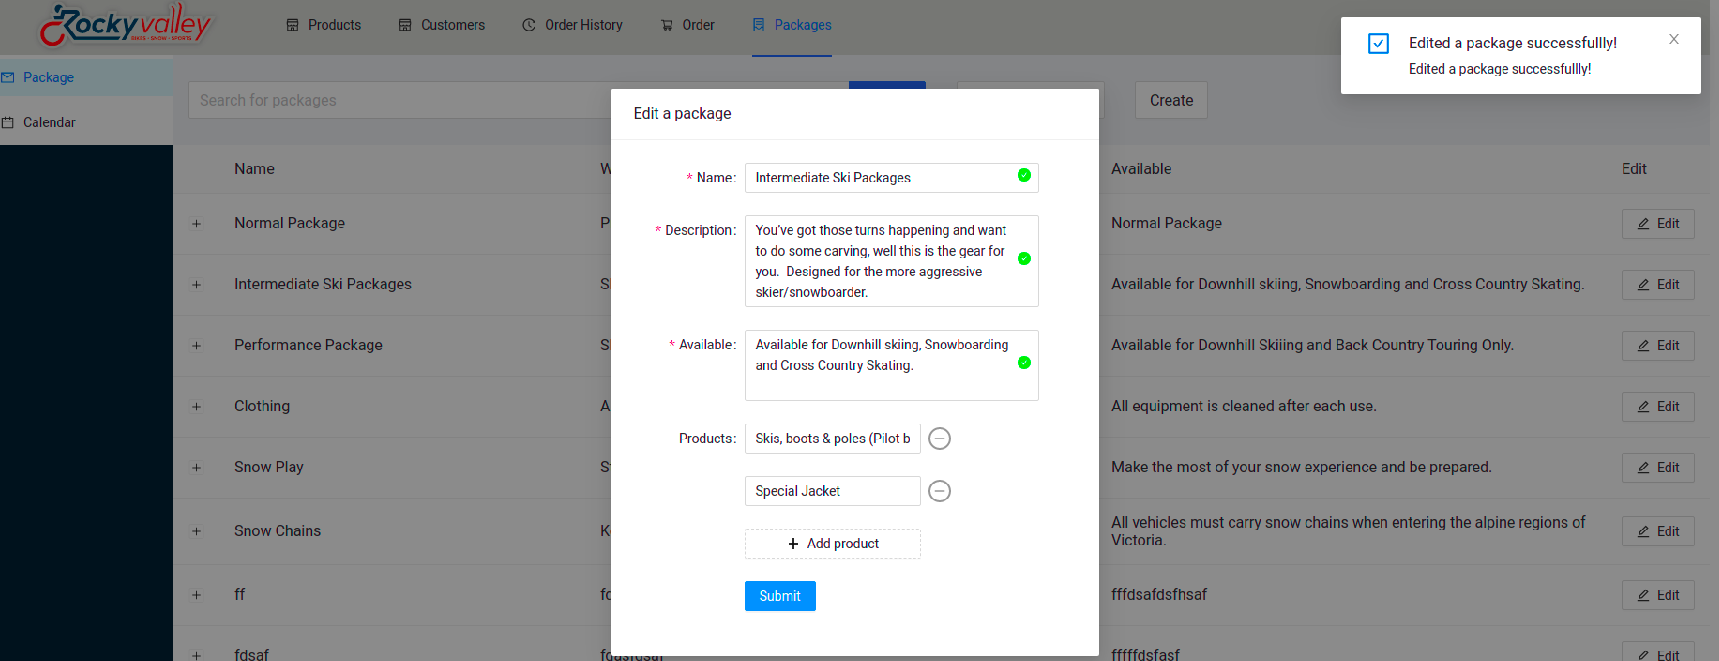 Rockyvalley
BIKES - SNOW - SPORTS
Products
Customers
Order History
Order
Packages
Edited a package successfullly!
Edited a package successfullly!
Package
Calendar
Search for packages
Create
Name
W
Available
Edit
Normal Package
P
Normal Package
Edit
Intermediate Ski Packages
Available for Downhill skiing, Snowboarding and Cross Country Skating.
Edit
Performance Package
Available for Downhill Skiiing and Back Country Touring Only.
Edit
Clothing
A
All equipment is cleaned after each use.
Edit
Snow Play
Make the most of your snow experience and be prepared.
Edit
Snow Chains
All vehicles must carry snow chains when entering the alpine regions of
Victoria.
Edit
ff
fffdsafdsfhsaf
Edit
fdsaf
fdasfdsaf
fffffdsfasf
Edit
Edit a package
* Name:
Intermediate Ski Packages
* Description:
You've got those turns happening and want
to do some carving, well this is the gear for
you.  Designed for the more aggressive
skier/snowboarder.
* Available:
Available for Downhill skiing, Snowboarding
and Cross Country Skating.
Products:
Skis, boots & poles (Pilot b
Special Jacket
+ Add product
Submit